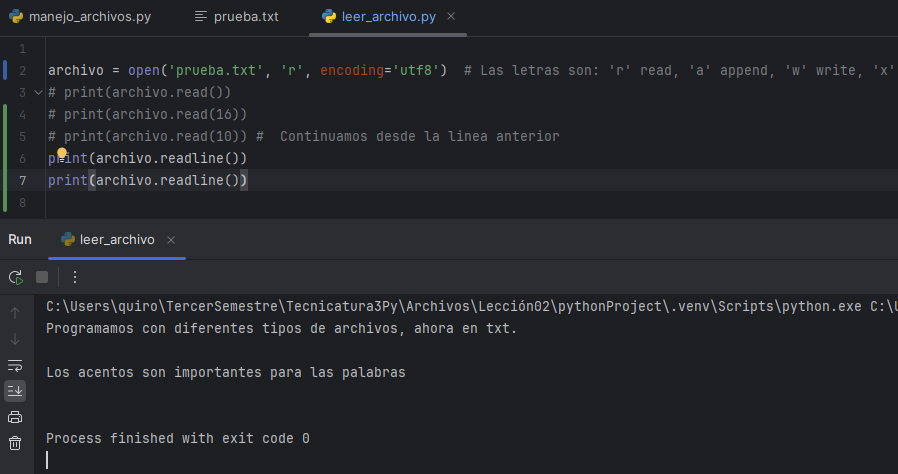 manejo_archivos.py prueba.txt leer_archivo.py
1
2 archivo = open('prueba.txt', 'r', encoding='utf8')  # Las letras son: 'r' read, 'a' append, 'w' write, 'x'
3 # print(archivo.read())
4 # print(archivo.read(16))
5 # print(archivo.read(10)) #  Continuamos desde la linea anterior
6 print(archivo.readline())
7 print(archivo.readline())
8
Run leer_archivo
C:\Users\quiro\TercerSemestre\Tecnicatura3Py\Archivos\Lección02\pythonProject\.venv\Scripts\python.exe
Programamos con diferentes tipos de archivos, ahora en txt.
Los acentos son importantes para las palabras
Process finished with exit code 0